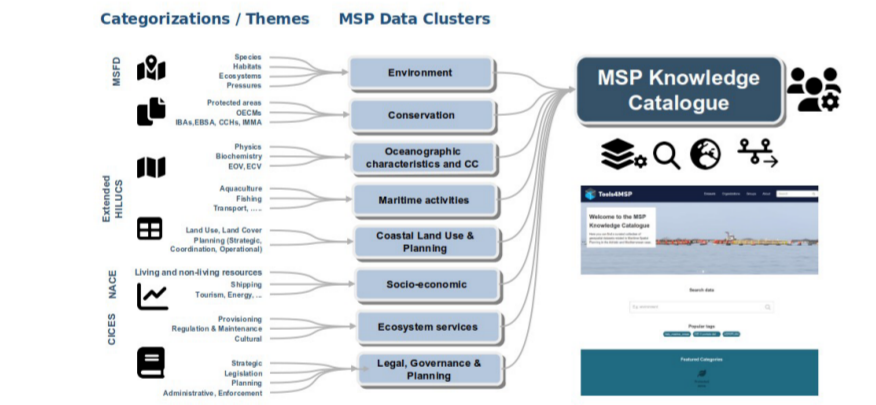 Categorizations / Themes
MSP Data Clusters
MSFD
Species
Habitats
Ecosystems
Pressures
Environment
Protected areas
OECMs
IBAs,EBSA, CCHs, IMMA
Conservation
Physics
Biochemistry
EOV, ECV
Oceanographic
characteristics and CC
Extended
HILUCS
Aquaculture
Fishing
Transport, ....
Maritime activities
Land Use, Land Cover
Planning (Strategic,
Coordination, Operational)
Coastal Land Use &
Planning
NACE
Living and non-living resources
Shipping
Tourism, Energy, ...
Socio-economic
CICES
Provisioning
Regulation & Maintenance
Cultural
Ecosystem services
Strategic
Legislation
Planning
Administrative, Enforcement
Legal, Governance &
Planning
MSP Knowledge
Catalogue
Tools4MSP
Welcome to the MSP
Knowledge Catalogue
Search data
Popular tags
Featured Categories